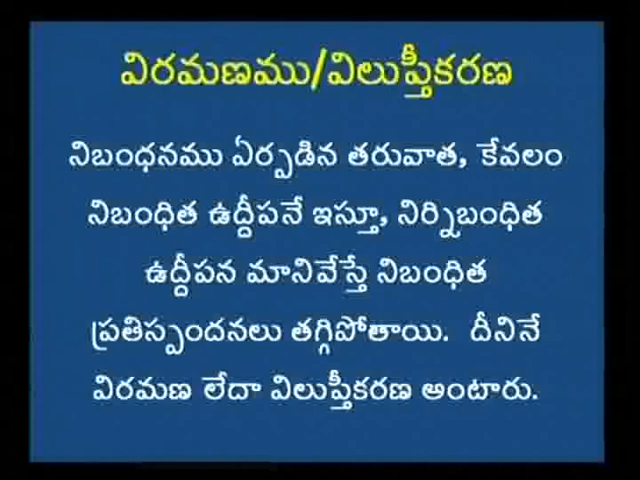 విరమణము/విలుప్తీకరణ
నిబంధనము ఏర్పడిన తరువాత, కేవలం
నిబంధిత ఉద్దీపనే ఇస్తూ, నిర్నిబంధిత
ఉద్దీపన మానివేస్తే నిబంధిత
ప్రతిస్పందనలు తగ్గిపోతాయి. దీనినే
విరమణ లేదా విలుప్తీకరణ అంటారు.